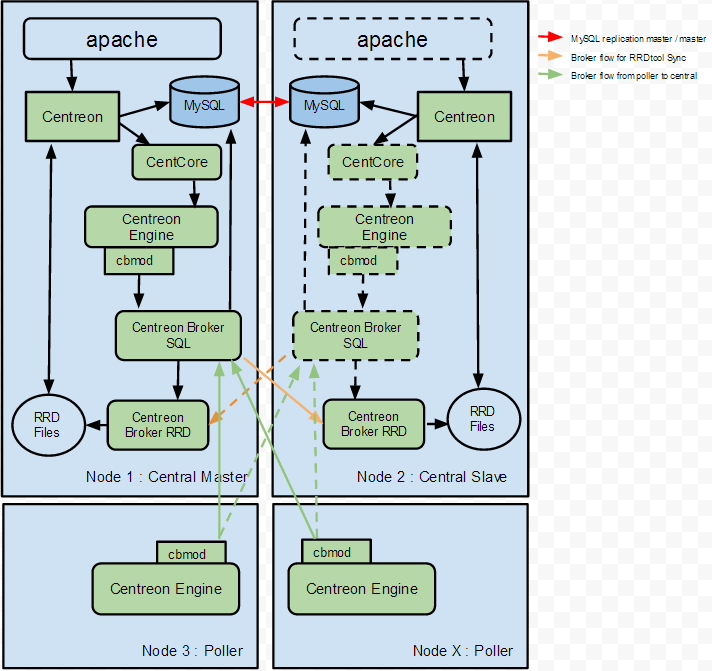 apache
Centreon
MySQL
CentCore
Centreon
Engine
cbmod
Centreon Broker
SQL
Centreon
Broker RRD
RRD
Files
Node 1 : Central Master
apache
MySQL
Centreon
CentCore
Centreon
Engine
cbmod
Centreon Broker
SQL
Centreon
Broker RRD
RRD
Files
Node 2 : Central Slave
MySQL replication master / master
Broker flow for RRDtool Sync
Broker flow from poller to central
cbmod
Centreon Engine
Node 3 : Poller
cbmod
Centreon Engine
Node X : Poller